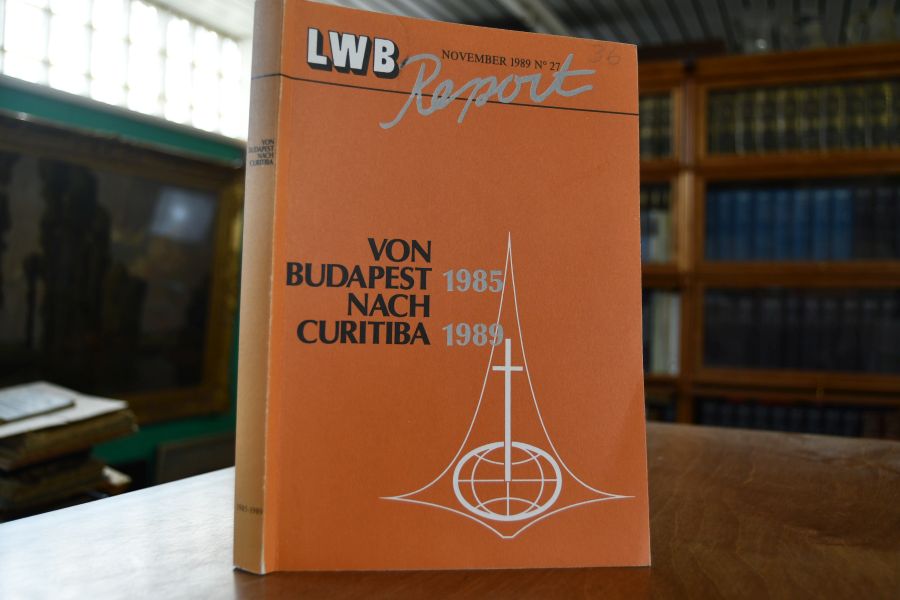 LWB
Report
NOVEMBER 1989 N° 27
36
VON
BUDAPEST 1985
NACH
CURITIBA 1989
VON
BUDAPEST
NACH
CURITIBA
1985-1989